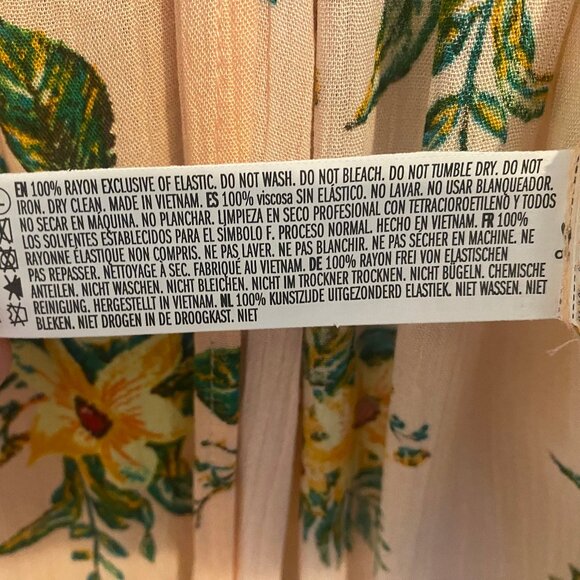 EN 100% RAYON EXCLUSIVE OF ELASTIC. DO NOT WASH. DO NOT BLEACH. DO NOT TUMBLE DRY. DO NOT
IRON. DRY CLEAN. MADE IN VIETNAM. ES 100% viscosa SIN ELÁSTICO. NO LAVAR. NO USAR BLANQUEADOR.
NO SECAR EN MÁQUINA. NO PLANCHAR. LIMPIEZA EN SECO PROFESIONAL CON TETRACIOROETILENO Y TODOS
LOS SOLVENTES ESTABLECIDOS PARA EL SÍMBOLO F. PROCESO NORMAL. HECHO EN VIETNAM. FR 100%
RAYONNE ÉLASTIQUE NON COMPRIS. NE PAS LAVER. NE PAS BLANCHIR. NE PAS SÉCHER EN MACHINE. NE
PAS REPASSER. NETTOYAGE À SEC. FABRIQUÉ AU VIETNAM. DE 100% RAYON FREI VON ELASTISCHEN
ANTEILEN. NICHT WASCHEN. NICHT BLEICHEN. NICHT IM TROCKNER TROCKNEN. NICHT BÜGELN. CHEMISCHE
REINIGUNG. HERGESTELLT IN VIETNAM. NL 100% KUNSTZIJDE UITGEZONDERD ELASTIEK. NIET WASSEN. NIET
BLEKEN. NIET DROGEN IN DE DROOGKAST. NIET